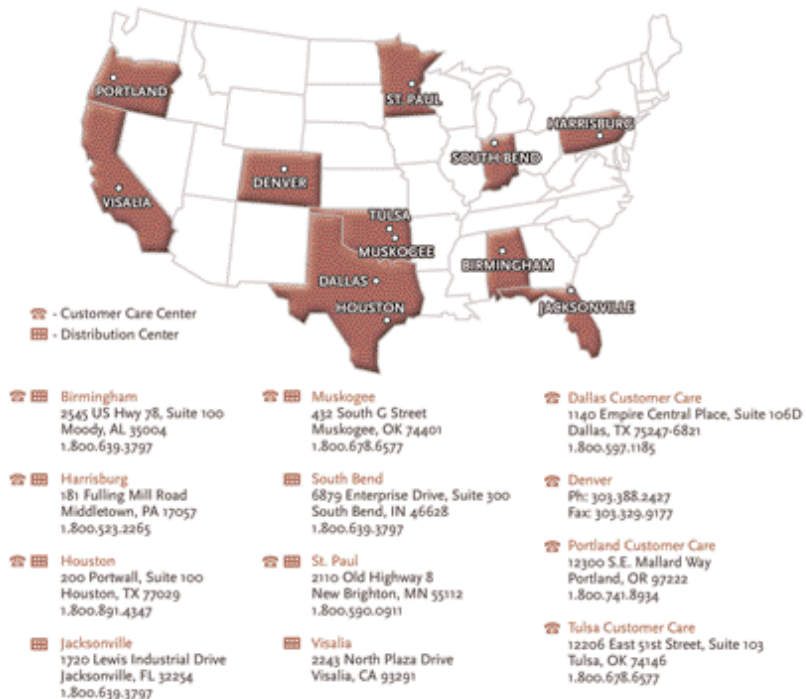 PORTLAND
ST. PAUL
HARRISBURG
SOUTH BEND
DENVER
VISALIA
TULSA
MUSKOGEE
BIRMINGHAM
DALLAS
HOUSTON
JACKSONVILLE
- Customer Care Center
- Distribution Center
Birmingham
2545 US Hwy 78, Suite 100
Moody, AL 35004
1.800.639.3797
Harrisburg
181 Fulling Mill Road
Middletown, PA 17057
1.800.523.2265
Houston
200 Portwall, Suite 100
Houston, TX 77029
1.800.891.4347
Jacksonville
1720 Lewis Industrial Drive
Jacksonville, FL 32254
1.800.639.3797
Muskogee
432 South G Street
Muskogee, OK 74401
1.800.678.6577
South Bend
6879 Enterprise Drive, Suite 300
South Bend, IN 46628
1.800.639.3797
St. Paul
2110 Old Highway 8
New Brighton, MN 55112
1.800.590.0911
Visalia
2243 North Plaza Drive
Visalia, CA 93291
Dallas Customer Care
1140 Empire Central Place, Suite 106D
Dallas, TX 75247-6821
1.800.597.1185
Denver
Ph: 303.388.2427
Fax: 303.329.9177
Portland Customer Care
12300 S.E. Mallard Way
Portland, OR 97222
1.800.741.8934
Tulsa Customer Care
12206 East 51st Street, Suite 103
Tulsa, OK 74146
1.800.678.6577